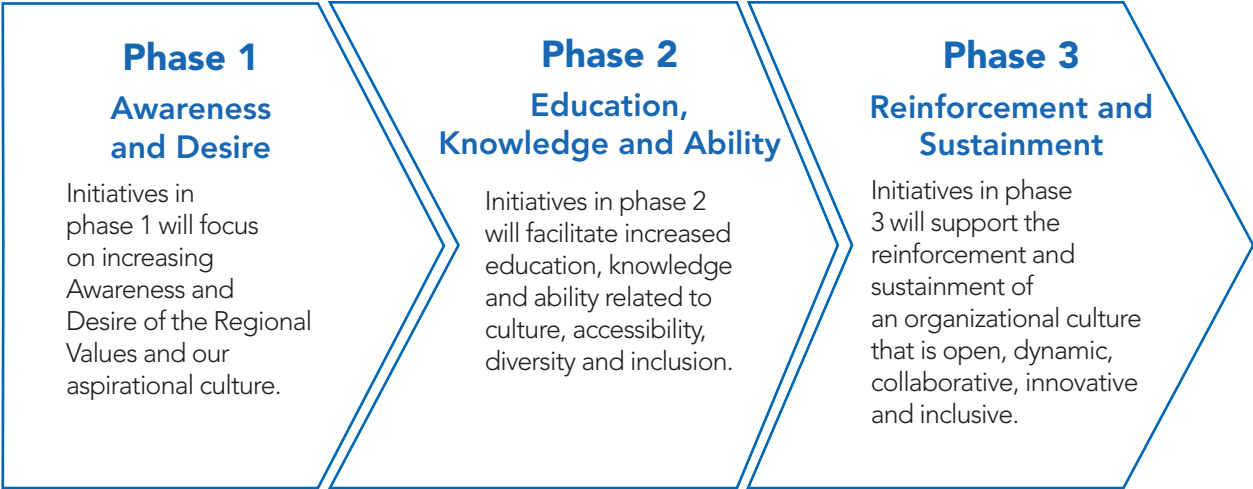 Phase 1
Awareness
and Desire
Initiatives in
phase 1 will focus
on increasing
Awareness and
Desire of the Regional
Values and our
aspirational culture.
Phase 2
Education,
Knowledge and Ability
Initiatives in phase 2
will facilitate increased
education, knowledge
and ability related to
culture, accessibility,
diversity and inclusion.
Phase 3
Reinforcement and
Sustainment
Initiatives in phase
3 will support the
reinforcement and
sustainment of
an organizational culture
that is open, dynamic,
collaborative, innovative
and inclusive.